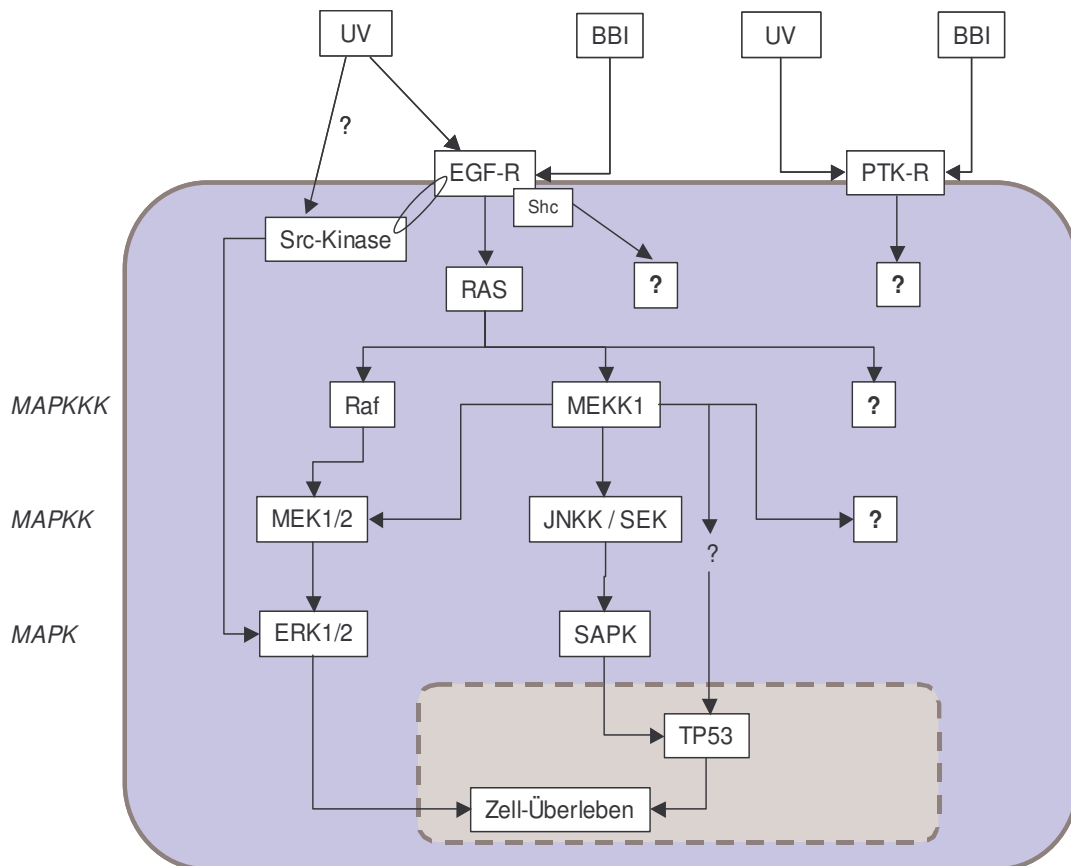 UV
BBI
UV
BBI
?
EGF-R
PTK-R
Shc
Src-Kinase
RAS
?
?
MAPKKK
Raf
MEKK1
?
MAPKK
MEK1/2
JNKK / SEK
?
?
MAPK
ERK1/2
SAPK
TP53
Zell-Überleben